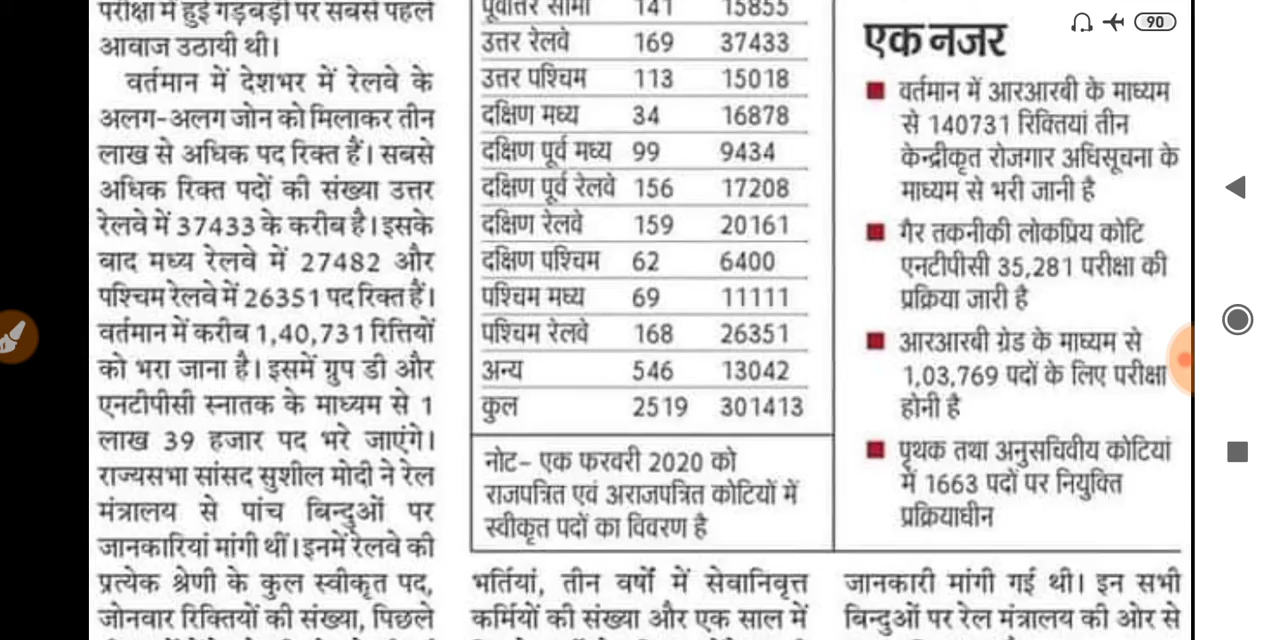 परीक्षा में हुई गड़बड़ी पर सबसे पहले
आवाज उठायी थी।
वर्तमान में देशभर में रेलवे के
अलग-अलग जोन को मिलाकर तीन
लाख से अधिक पद रिक्त हैं। सबसे
अधिक रिक्त पदों की संख्या उत्तर
रेलवे में 37433 के करीब है। इसके
बाद मध्य रेलवे में 27482 और
पश्चिम रेलवे में 26351 पद रिक्त हैं।
वर्तमान में करीब 1,40,731 रित्तियों
को भरा जाना है। इसमें ग्रुप डी और
एनटीपीसी स्नातक के माध्यम से 1
लाख 39 हजार पद भरे जाएंगे।
राज्यसभा सांसद सुशील मोदी ने रेल
मंत्रालय से पांच बिन्दुओं पर
जानकारियां मांगी थीं। इनमें रेलवे की
प्रत्येक श्रेणी के कुल स्वीकृत पद,
जोनवार रिक्तियों की संख्या, पिछले
पूर्वोत्तर सीमा 141 15855
उत्तर रेलवे 169 37433
उत्तर पश्चिम 113 15018
दक्षिण मध्य 34 16878
दक्षिण पूर्व मध्य 99 9434
दक्षिण पूर्व रेलवे 156 17208
दक्षिण रेलवे 159 20161
दक्षिण पश्चिम 62 6400
पश्चिम मध्य 69 11111
पश्चिम रेलवे 168 26351
अन्य 546 13042
कुल 2519 301413
नोट- एक फरवरी 2020 को
राजपत्रित एवं अराजपत्रित कोटियों में
स्वीकृत पदों का विवरण है
भर्तियां, तीन वर्षों में सेवानिवृत्त
कर्मियों की संख्या और एक साल में
90
एक नजर
वर्तमान में आरआरबी के माध्यम
से 140731 रिक्तियां तीन
केन्द्रीकृत रोजगार अधिसूचना के
माध्यम से भरी जानी है
गैर तकनीकी लोकप्रिय कोटि
एनटीपीसी 35,281 परीक्षा की
प्रक्रिया जारी है
आरआरबी ग्रेड के माध्यम से
1,03,769 पदों के लिए परीक्षा
होनी है
पृथक तथा अनुसचिवीय कोटियां
में 1663 पदों पर नियुक्ति
प्रक्रियाधीन
जानकारी मांगी गई थी। इन सभी
बिन्दुओं पर रेल मंत्रालय की ओर से